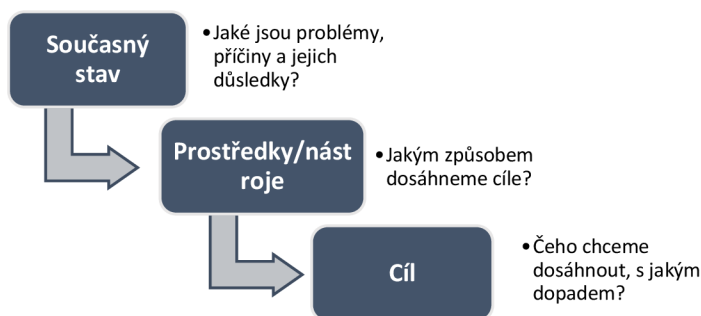 Současný
stav
•Jaké jsou problémy,
příčiny a jejich
důsledky?
Prostředky/nást
roje
•Jakým způsobem
dosáhneme cíle?
Cíl
•Čeho chceme
dosáhnout, s jakým
dopadem?